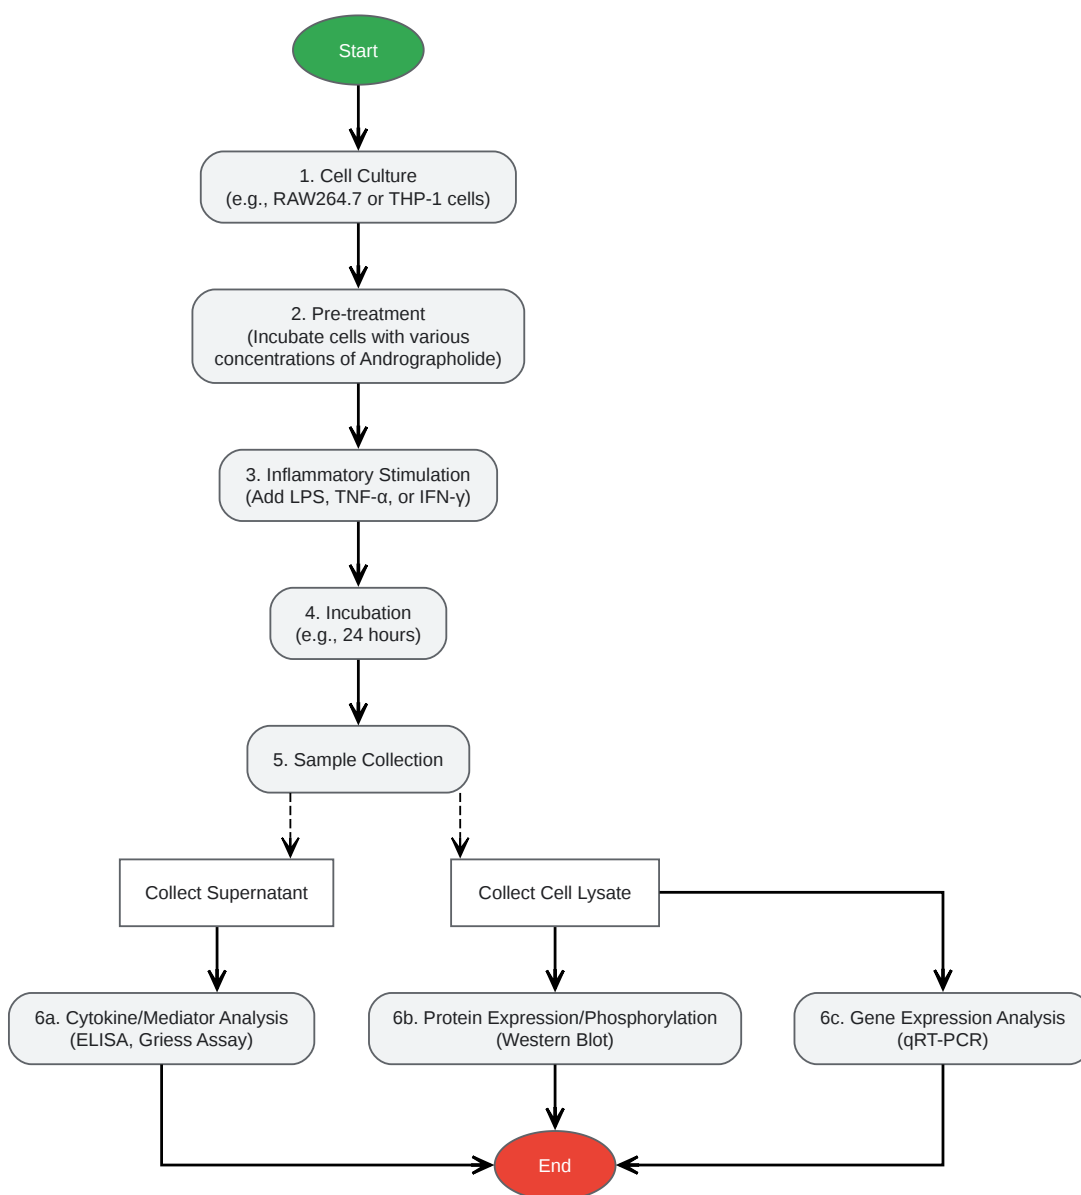 Start
1. Cell Culture
(e.g., RAW264.7 or THP-1 cells)
2. Pre-treatment
(Incubate cells with various
concentrations of Andrographolide)
3. Inflammatory Stimulation
(Add LPS, TNF-α, or IFN-γ)
4. Incubation
(e.g., 24 hours)
5. Sample Collection
Collect Supernatant
Collect Cell Lysate
6a. Cytokine/Mediator Analysis
(ELISA, Griess Assay)
6b. Protein Expression/Phosphorylation
(Western Blot)
6c. Gene Expression Analysis
(qRT-PCR)
End